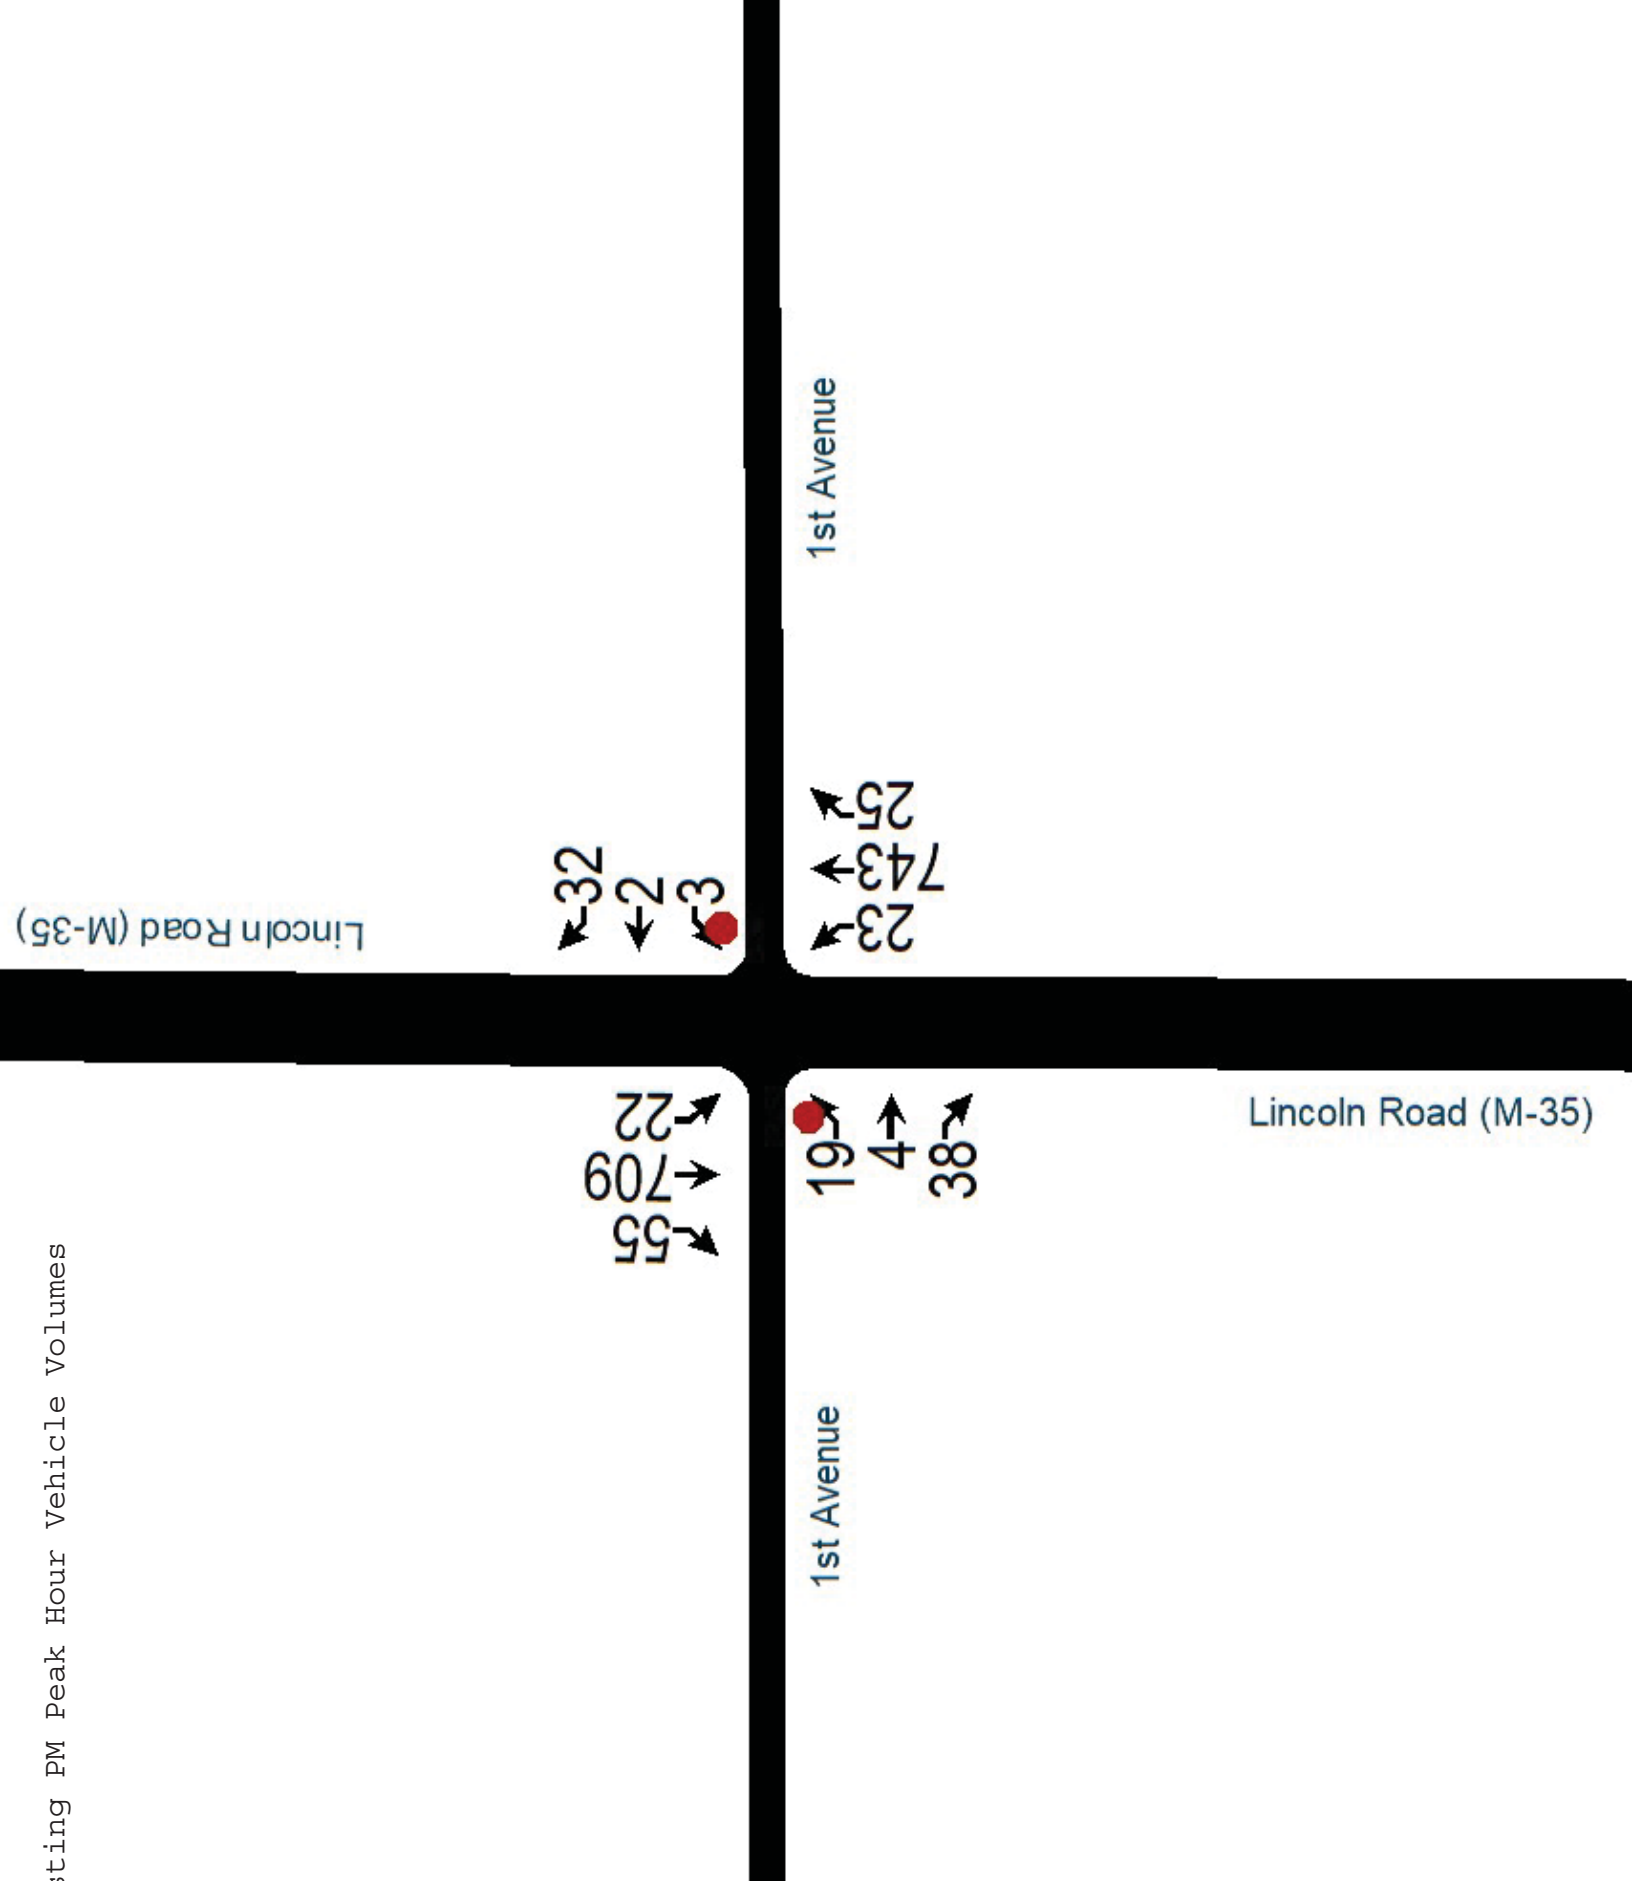 1st Avenue
25
743
23
32
2
3
Lincoln Road (M-35)
22
709
55
19
4
38
Lincoln Road (M-35)
1st Avenue
PM Peak Hour Vehicle Volumes